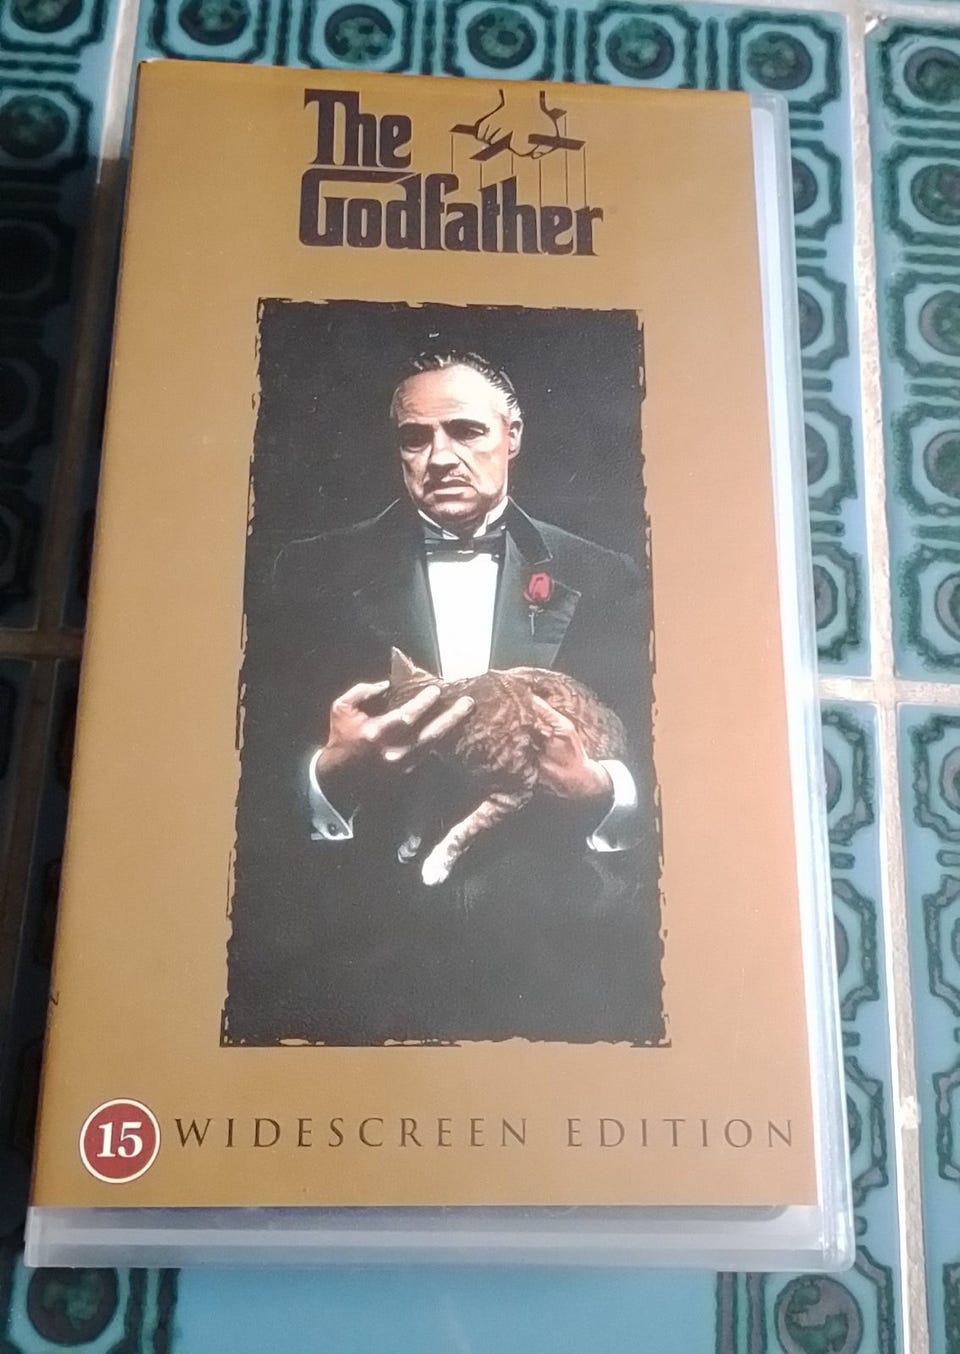 The
Godfather
15 WIDESCREEN EDITION